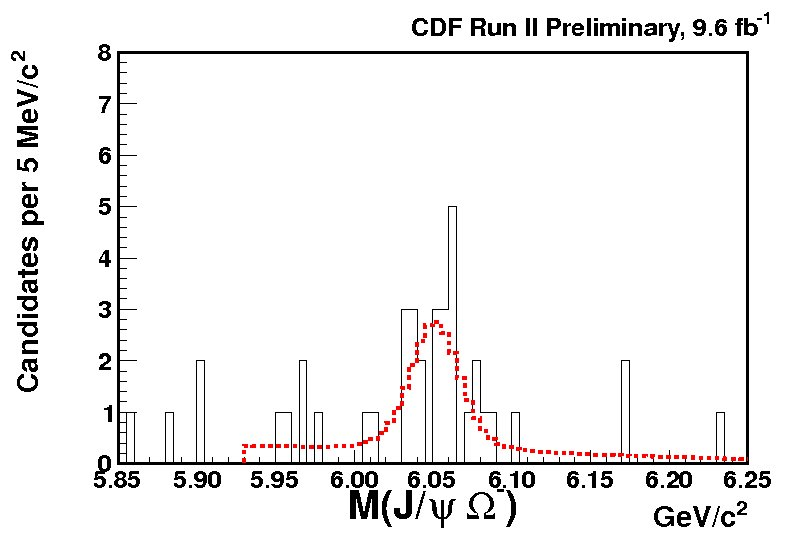 CDF Run II Preliminary, 9.6 fb⁻¹
Candidates per 5 MeV/c²
8
7
6
5
4
3
2
1
0
5.85 5.90 5.95 6.00 6.05 6.10 6.15 6.20 6.25
M(J/ψ Ω⁻)
GeV/c²